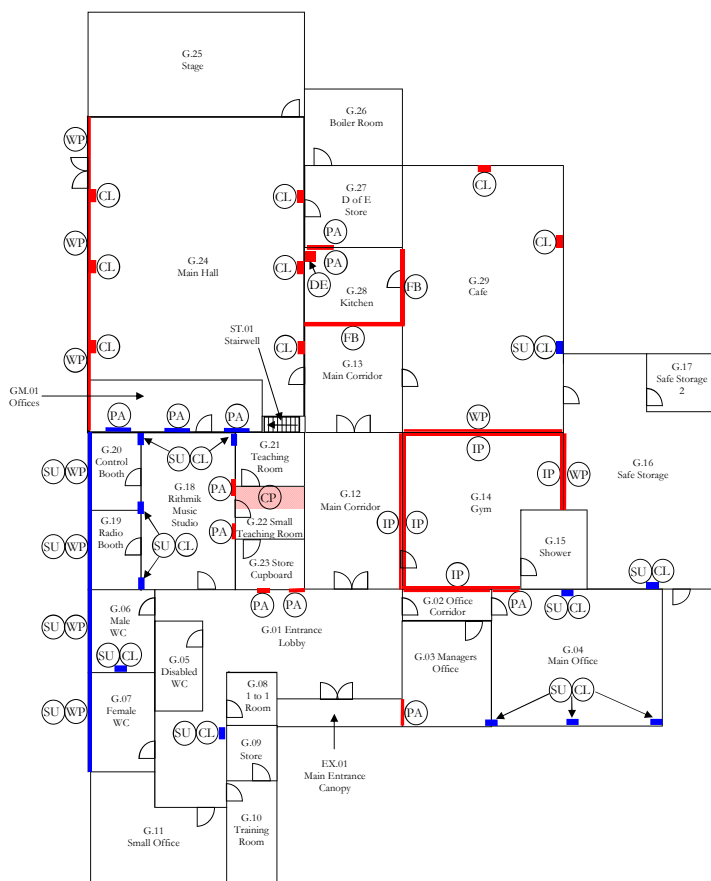 G.25
Stage
G.26
Boiler Room
WP
CL
CL
G.27
D of E
Store
CL
CL
WP
PA
G.24
Main Hall
CL
CL
PA
DE
G.28
Kitchen
FB
G.29
Cafe
ST.01
Stairwell
WP
CL
CL
FB
SU
CL
G.13
Main Corridor
G.17
Safe Storage
2
GM.01
Offices
PA
PA
PA
WP
G.20
Control
Booth
SU
CL
G.21
Teaching
Room
IP
SU
WP
G.18
Rithmik
Music
Studio
PA
CP
IP
WP
G.16
Safe Storage
G.12
Main Corridor
G.14
Gym
G.19
Radio
Booth
SU
WP
SU
CL
PA
G.22 Small
Teaching Room
IP
IP
G.15
Shower
G.23 Store
Cupboard
IP
SU
CL
G.06
Male
WC
PA
PA
G.02 Office
Corridor
PA
SU
CL
SU
WP
G.01 Entrance
Lobby
SU
CL
G.05
Disabled
WC
G.03 Managers
Office
G.04
Main Office
G.07
Female
WC
G.08
1 to 1
Room
SU
CL
SU
WP
PA
SU
CL
G.09
Store
EX.01
Main Entrance
Canopy
G.11
Small Office
G.10
Training
Room